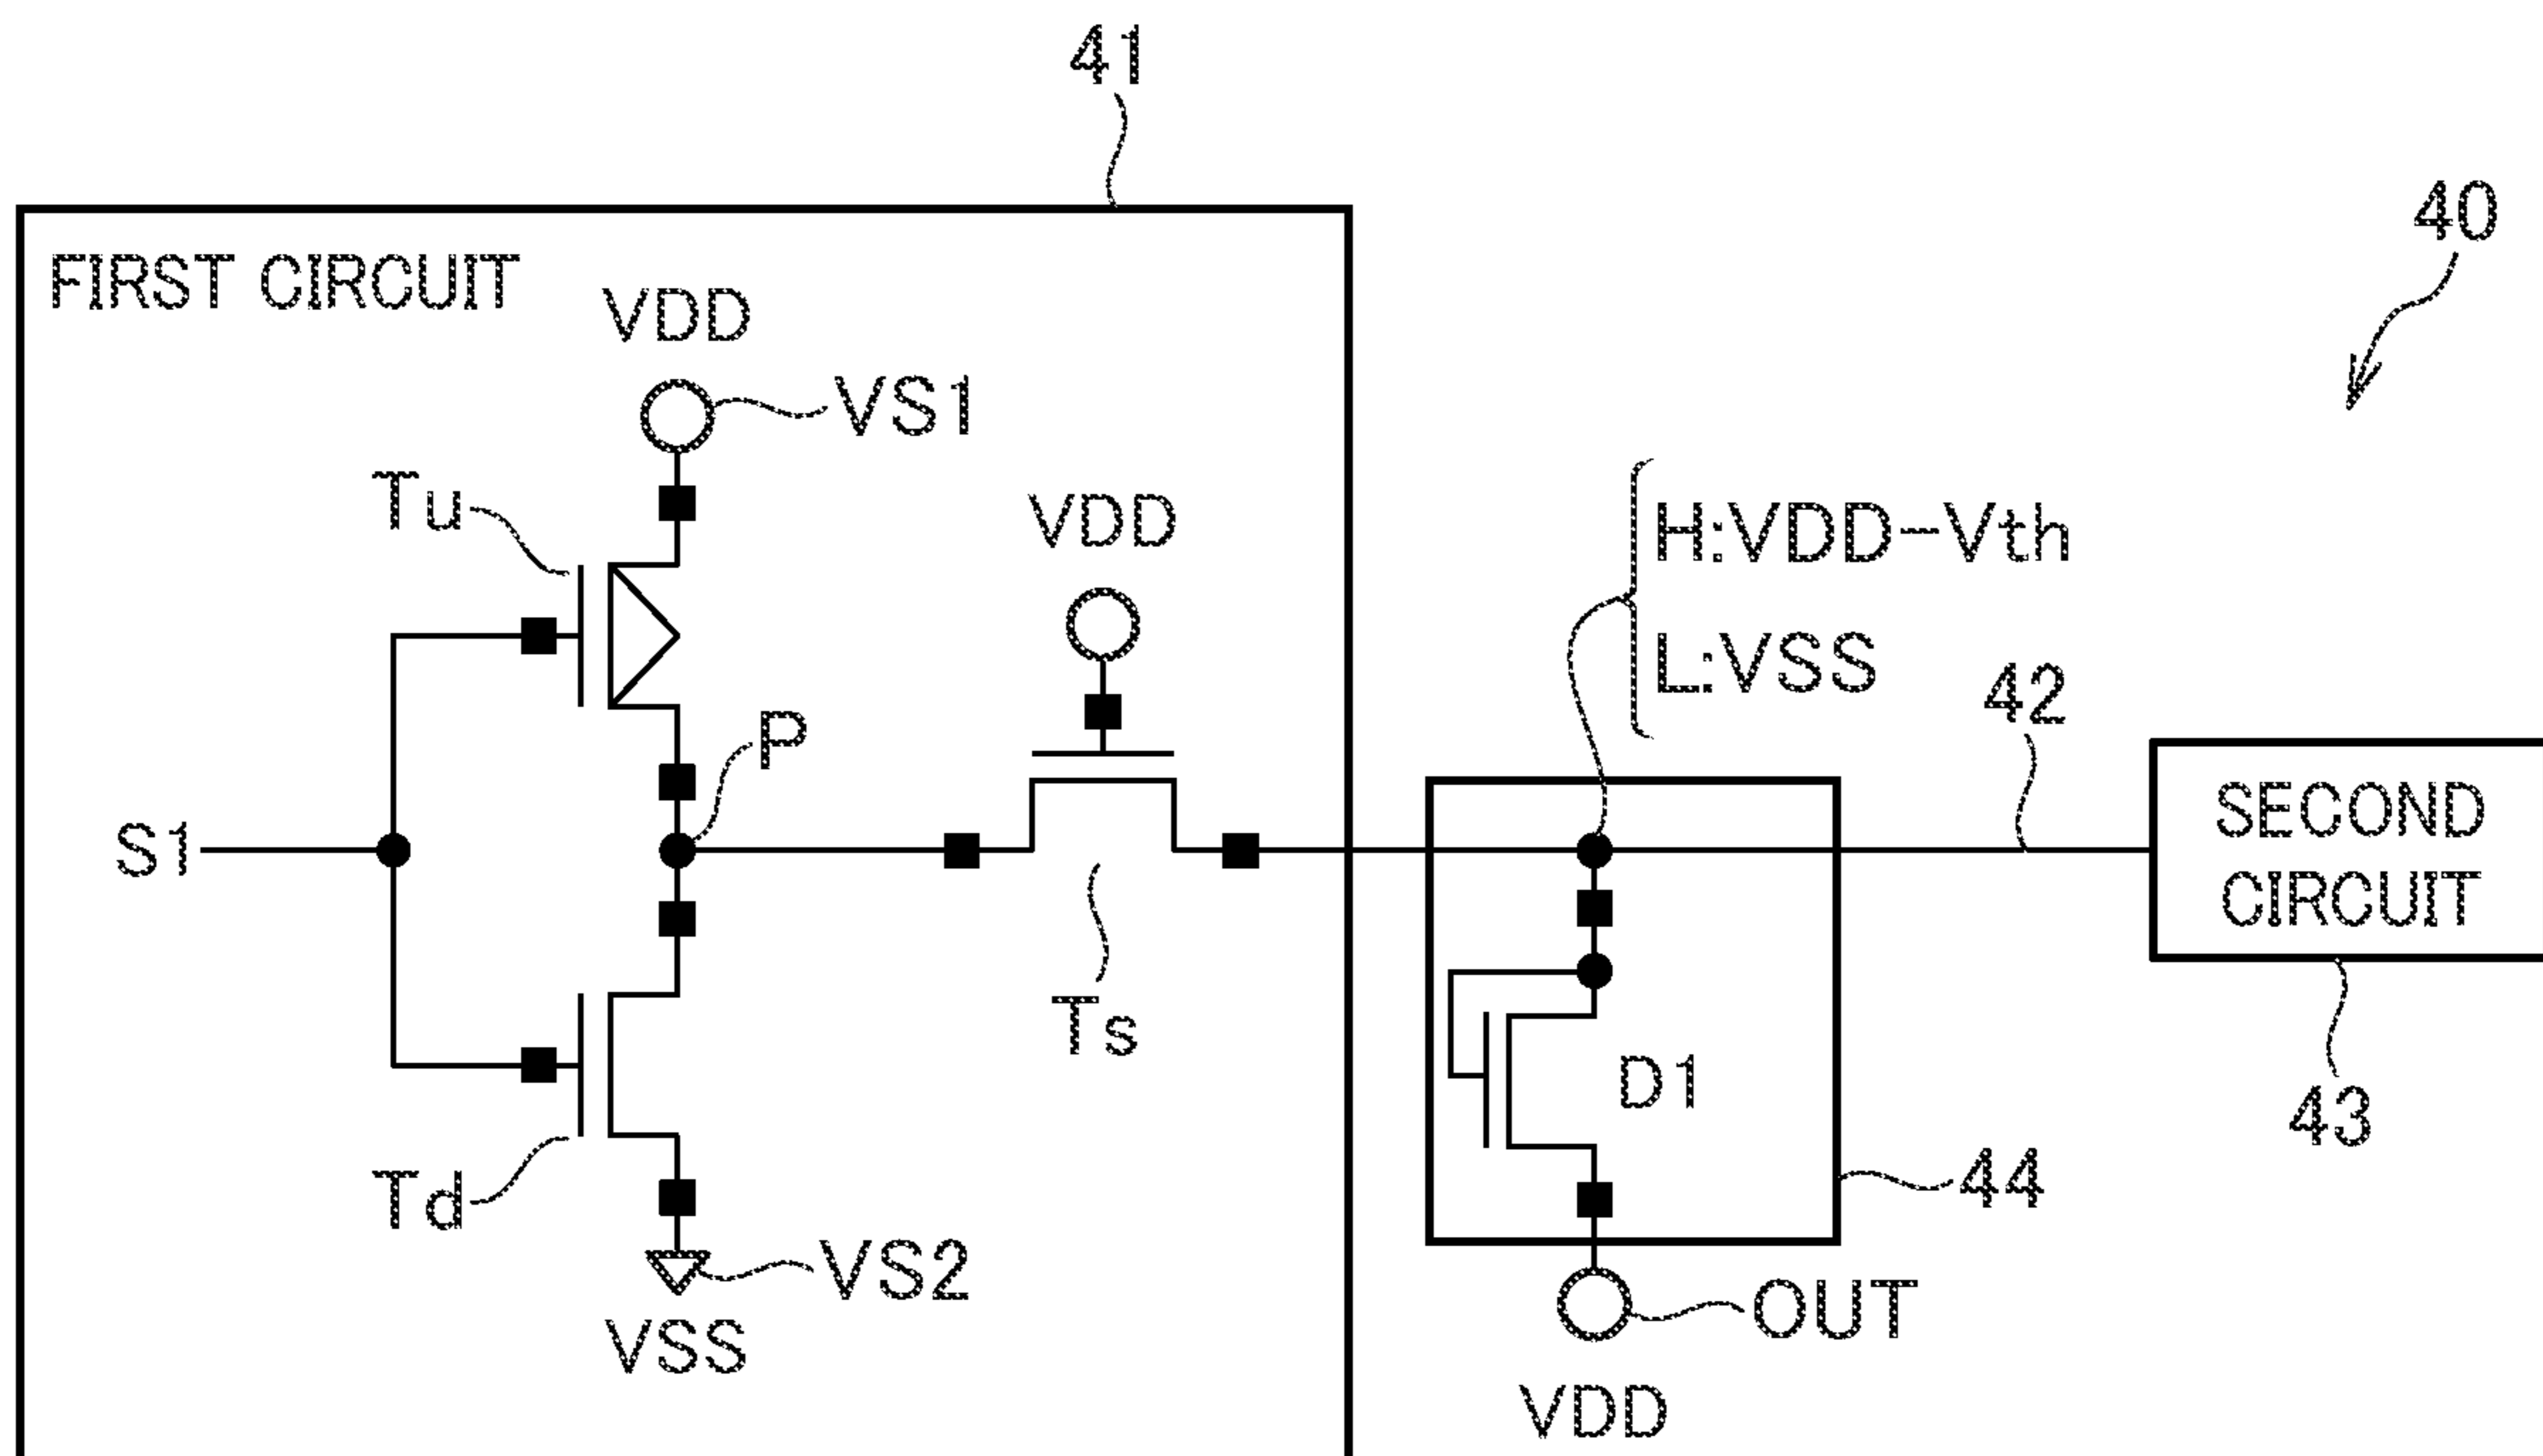 41
40
FIRST CIRCUIT
VDD
VS1
Tu
VDD
H:VDD-Vth
L:VSS
42
P
S1
SECOND
CIRCUIT
Ts
D1
43
Td
44
VS2
OUT
VSS
VDD